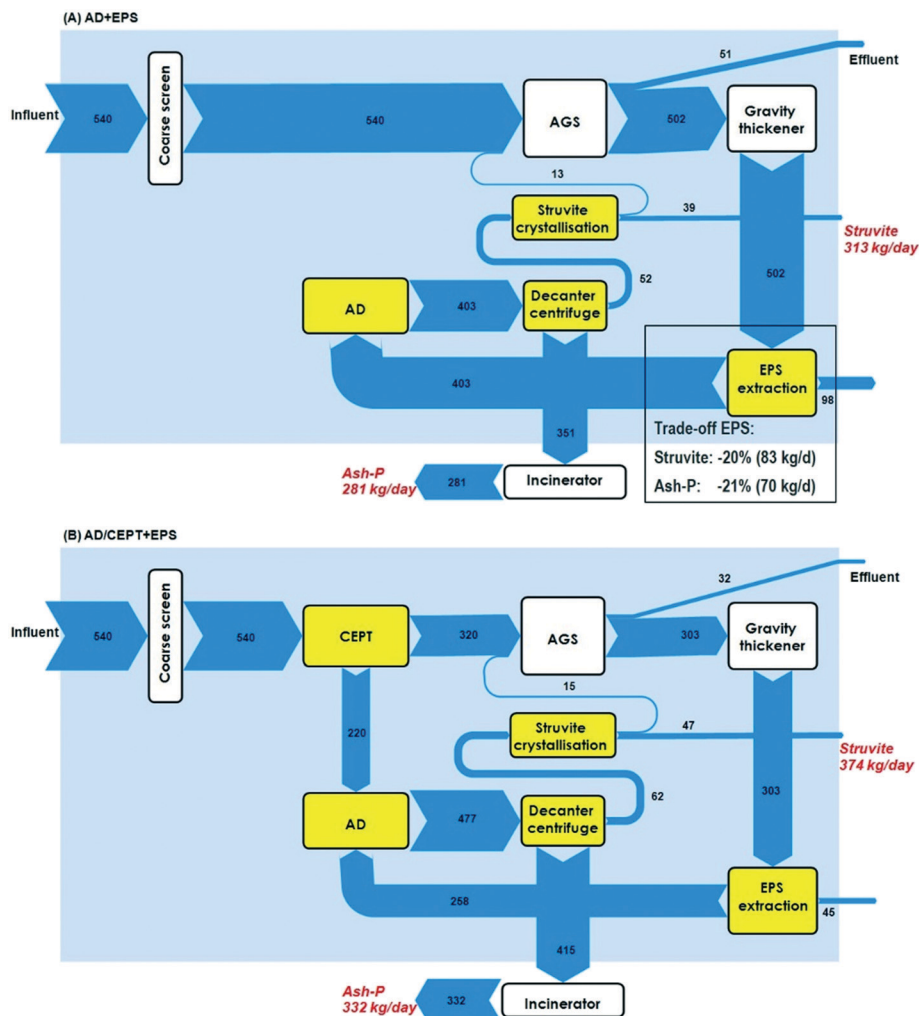 (A) AD+EPS
51
Effluent
Influent
540
Coarse screen
540
AGS
502
Gravity
thickener
13
Struvite
crystallisation
39
Struvite
313 kg/day
52
502
AD
403
Decanter
centrifuge
403
EPS
extraction
98
351
Trade-off EPS:
Struvite: -20% (83 kg/d)
Ash-P: -21% (70 kg/d)
Ash-P
281 kg/day
281
Incinerator
(B) AD/CEPT+EPS
32
Effluent
Influent
540
Coarse screen
540
CEPT
320
AGS
303
Gravity
thickener
15
220
Struvite
crystallisation
47
Struvite
374 kg/day
62
303
AD
477
Decanter
centrifuge
258
EPS
extraction
45
415
Ash-P
332 kg/day
332
Incinerator